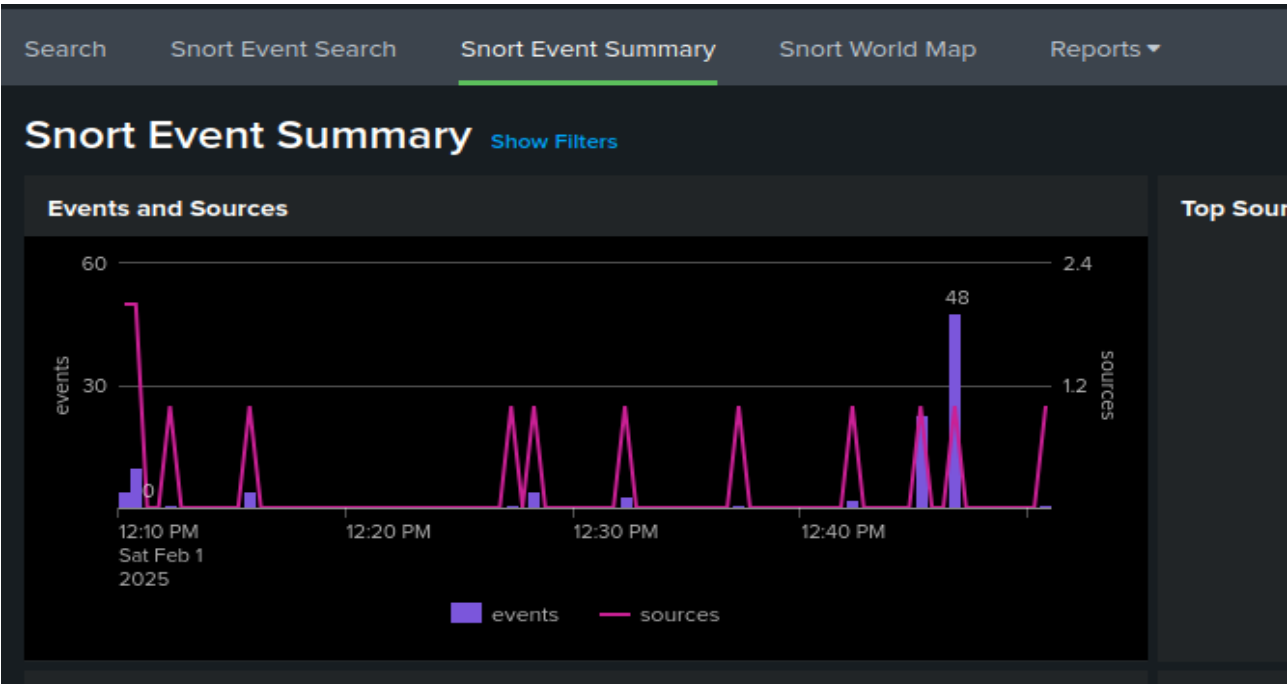 Search Snort Event Search Snort Event Summary Snort World Map Reports
Snort Event Summary Show Filters
Events and Sources
Top Sour
60
2.4
48
events
30
1.2
sources
0
12:10 PM 12:20 PM 12:30 PM 12:40 PM
Sat Feb 1
2025
events sources